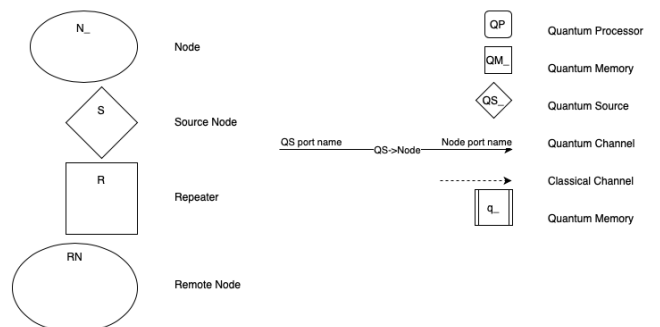 N_
Node
S
Source Node
R
Repeater
RN
Remote Node
QP
Quantum Processor
QM_
Quantum Memory
QS_
Quantum Source
QS port name
QS->Node
Node port name
Quantum Channel
Classical Channel
q_
Quantum Memory